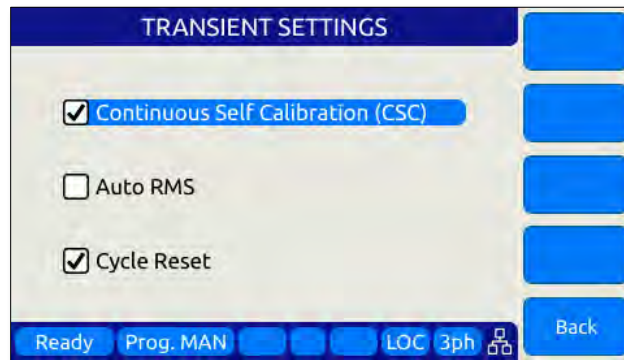 TRANSIENT SETTINGS
Continuous Self Calibration (CSC)
Auto RMS
Cycle Reset
Back
Ready Prog. MAN LOC 3ph